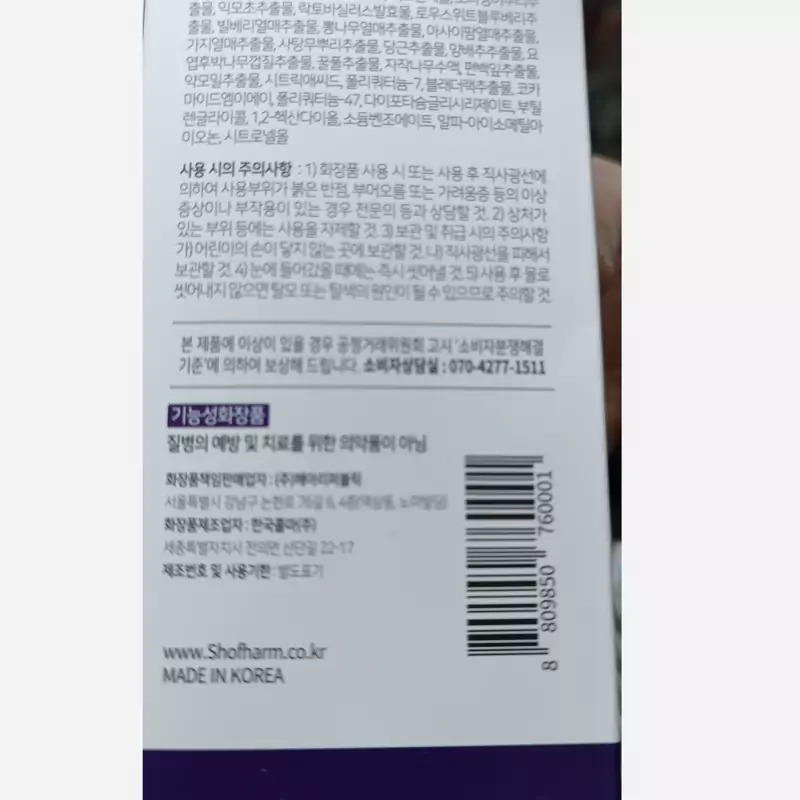 추출물, 익모초추출물, 락토바실러스발효물, 로우스위트블루베리추
출물, 빌베리열매추출물, 뽕나무열매추출물, 아사이팜열매추출물,
가지열매추출물, 사탕무뿌리추출물, 당근추출물, 양배추추출물, 요
엽후박나무껍질추출물, 꿀풀추출물, 자작나무수액, 편백잎추출물,
약모밀추출물, 시트릭애씨드, 폴리쿼터늄-7, 블래더랙추출물, 코카
마이드엠이에이, 폴리쿼터늄-47, 다이포타슘글리시리제이트, 부틸
렌글라이콜, 1,2-헥산다이올, 소듐벤조에이트, 알파-아이소메틸아
이오논, 시트로넬올
사용 시의 주의사항 : 1) 화장품 사용 시 또는 사용 후 직사광선에
의하여 사용부위가 붉은 반점, 부어오름 또는 가려움증 등의 이상
증상이나 부작용이 있는 경우 전문의 등과 상담할 것. 2) 상처가
있는 부위 등에는 사용을 자제할 것. 3) 보관 및 취급 시의 주의사항
가) 어린이의 손이 닿지 않는 곳에 보관할 것. 나) 직사광선을 피해서
보관할 것. 4) 눈에 들어갔을 때에는 즉시 씻어낼 것. 5) 사용 후 물로
씻어내지 않으면 탈모 또는 탈색의 원인이 될 수 있으므로 주의할 것
본 제품에 이상이 있을 경우 공정거래위원회 고시 '소비자분쟁해결
기준'에 의하여 보상해 드립니다. 소비자상담실 : 070-4277-1511
기능성화장품
질병의 예방 및 치료를 위한 의약품이 아님
화장품책임판매업자 : (주)헤아리퍼블릭
서울특별시 강남구 논현로 76길 6, 4층(역삼동, 노아빌딩)
화장품제조업자 : 한국콜마(주)
세종특별자치시 전의면 산단길 22-17
제조번호 및 사용기한 : 별도표기
8 809850 760001
www.Shofharm.co.kr
MADE IN KOREA